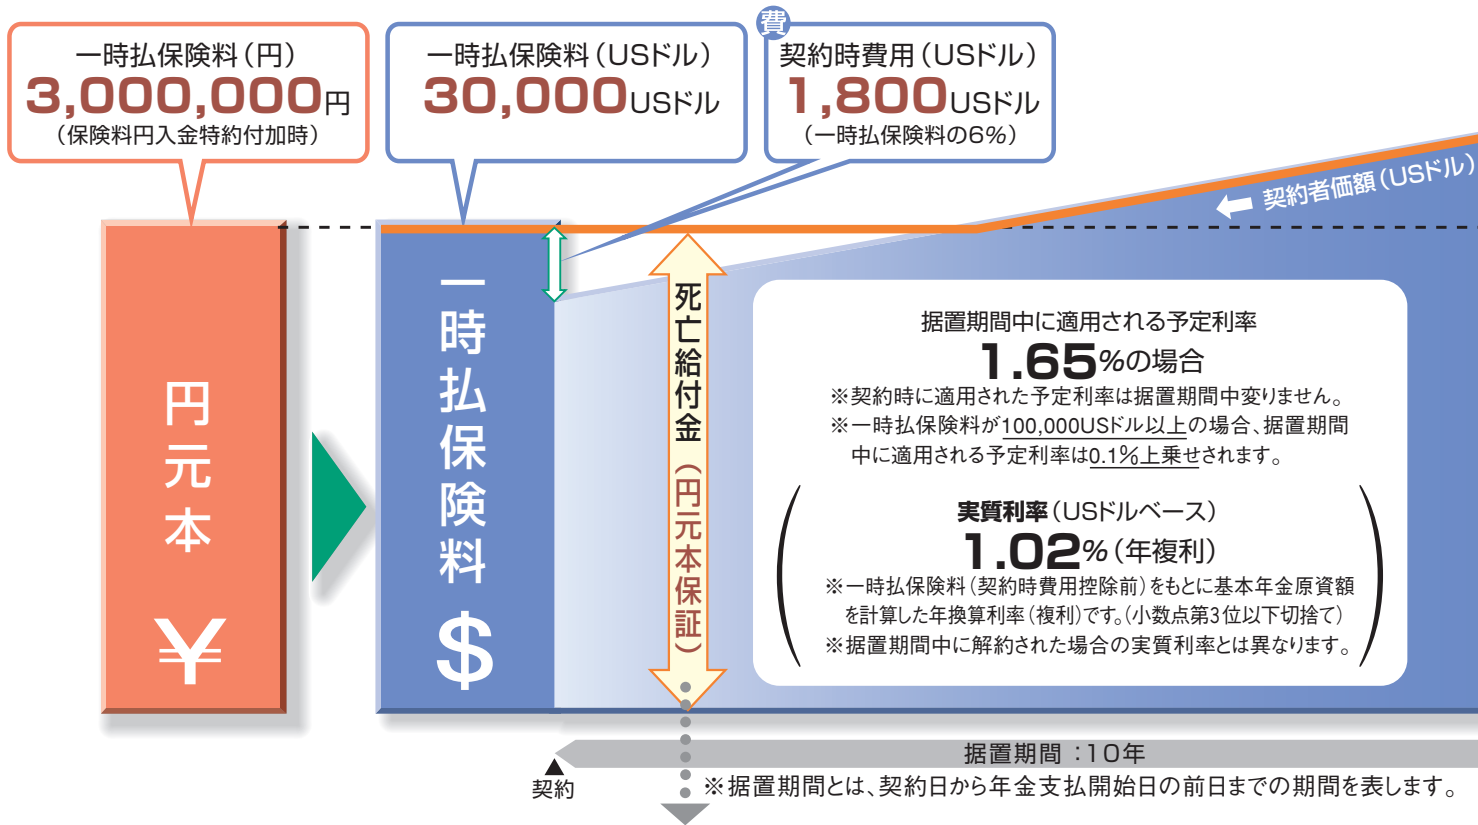 一時払保険料（円）
3,000,000円
（保険料円入金特約付加時）
一時払保険料（USドル）
30,000USドル
費
契約時費用（USドル）
1,800USドル
（一時払保険料の6%）
契約者価額（USドル）
円元本
¥
一時払保険料
$
死亡給付金（円元本保証）
据置期間中に適用される予定利率
1.65%の場合
※契約時に適用された予定利率は据置期間中変りません。
※一時払保険料が100,000USドル以上の場合、据置期間
中に適用される予定利率は0.1%上乗せされます。
実質利率（USドルベース）
1.02%（年複利）
※一時払保険料（契約時費用控除前）をもとに基本年金原資額
を計算した年換算利率（複利）です。（小数点第3位以下切捨て）
※据置期間中に解約された場合の実質利率とは異なります。
据置期間：10年
契約
※据置期間とは、契約日から年金支払開始日の前日までの期間を表します。